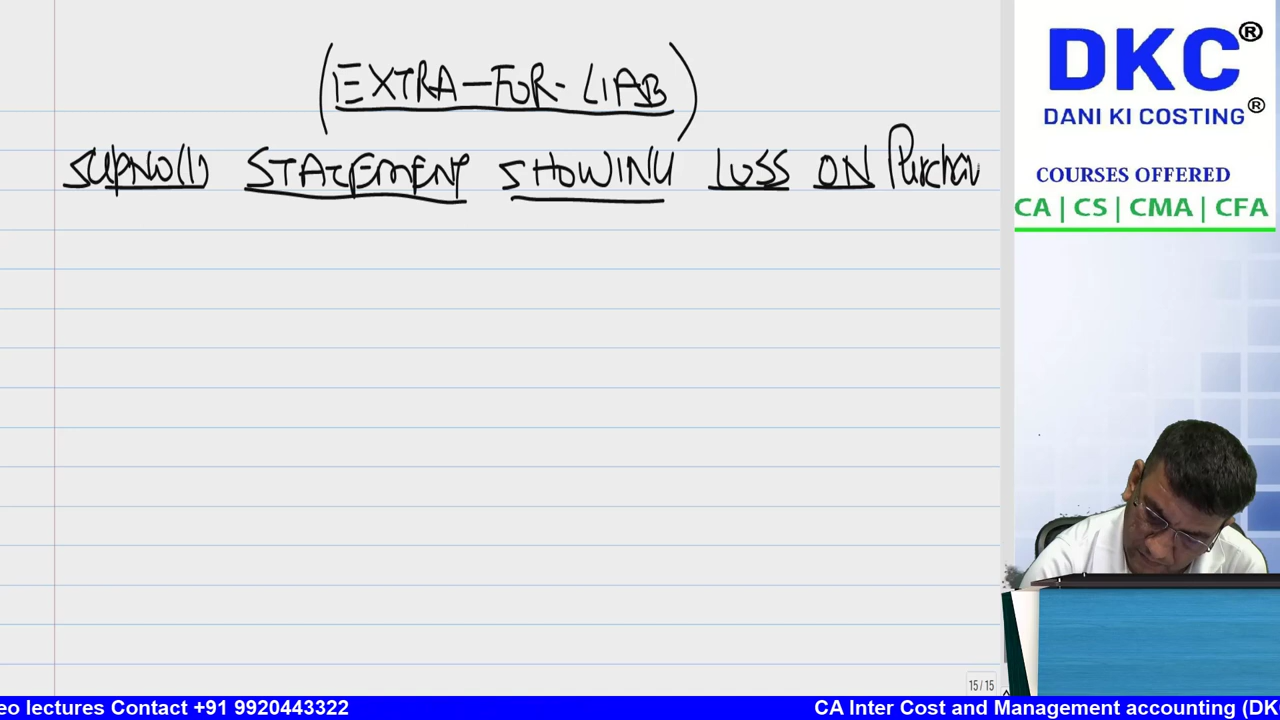 (EXTRA-FOR-LIAB)
STATEMENT SHOWING LOSS ON Purchas
DKC®
DANI KI COSTING®
COURSES OFFERED
CA | CS | CMA | CFA
15/15
eo lectures Contact +91 9920443322
CA Inter Cost and Management accounting (DK